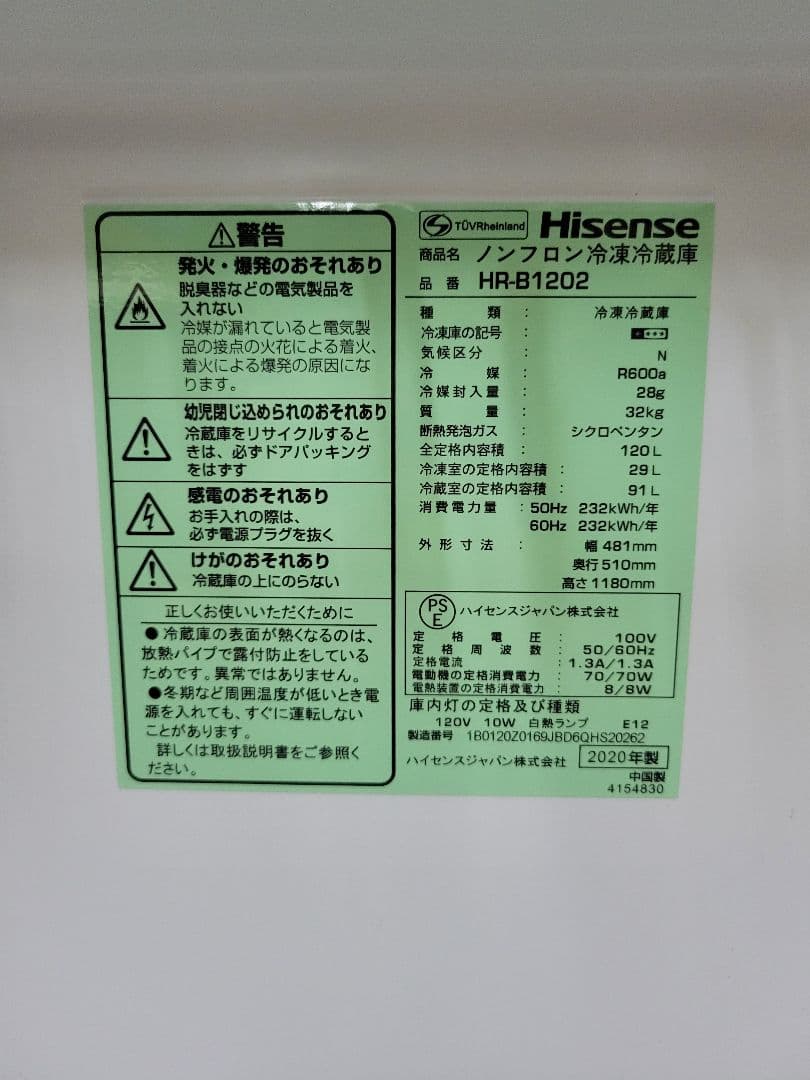 警告
発火・爆発のおそれあり
脱臭器などの電気製品を
入れない
冷媒が漏れていると電気製
品の接点の火花による着火、
着火による爆発の原因にな
ります。
幼児閉じ込められのおそれあり
冷蔵庫をリサイクルすると
きは、必ずドアパッキング
をはずす
感電のおそれあり
お手入れの際は、
必ず電源プラグを抜く
けがのおそれあり
冷蔵庫の上にのらない
正しくお使いいただくために
●冷蔵庫の表面が熱くなるのは、
放熱パイプで露付防止をしている
ためです。異常ではありません。
●冬期など周囲温度が低いとき電
源を入れても、すぐに運転しない
ことがあります。
詳しくは取扱説明書をご参照く
ださい。
TÜVRheinland Hisense
商品名 ノンフロン冷凍冷蔵庫
品番 HR-B1202
種類 : 冷凍冷蔵庫
冷凍庫の記号 :
気候区分 : N
冷媒 : R600a
冷媒封入量 : 28g
質量 : 32kg
断熱発泡ガス : シクロペンタン
全定格内容積 : 120L
冷凍室の定格内容積 : 29L
冷蔵室の定格内容積 : 91L
消費電力量 : 50Hz 232kWh/年
60Hz 232kWh/年
外形寸法 : 幅 481mm
奥行 510mm
高さ 1180mm
PSE ハイセンスジャパン株式会社
定格電圧 : 100V
定格周波数 : 50/60Hz
定格電流 : 1.3A/1.3A
電動機の定格消費電力 : 70/70W
電熱装置の定格消費電力 : 8/8W
庫内灯の定格及び種類
120V 10W 白熱ランプ E12
製造番号 1B0120Z0169JBD6QHS20262
ハイセンスジャパン株式会社 2020年製
中国製
4154830